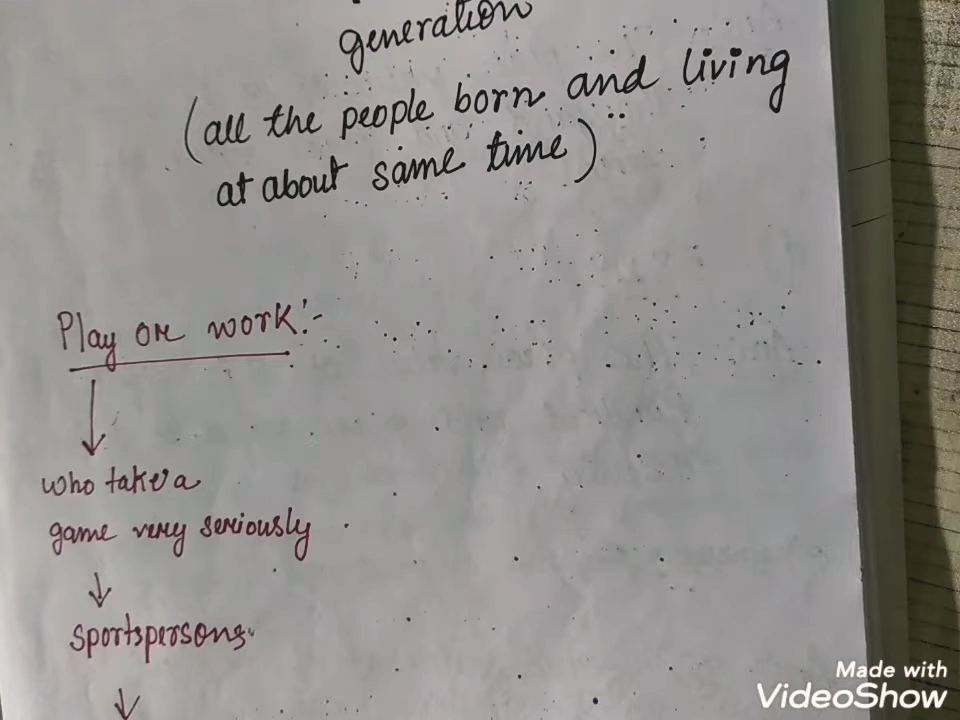 generation
(all the people born and living
at about same time)
Play or work:-
who take a
game very seriously
sportspersons
Made with
VideoShow